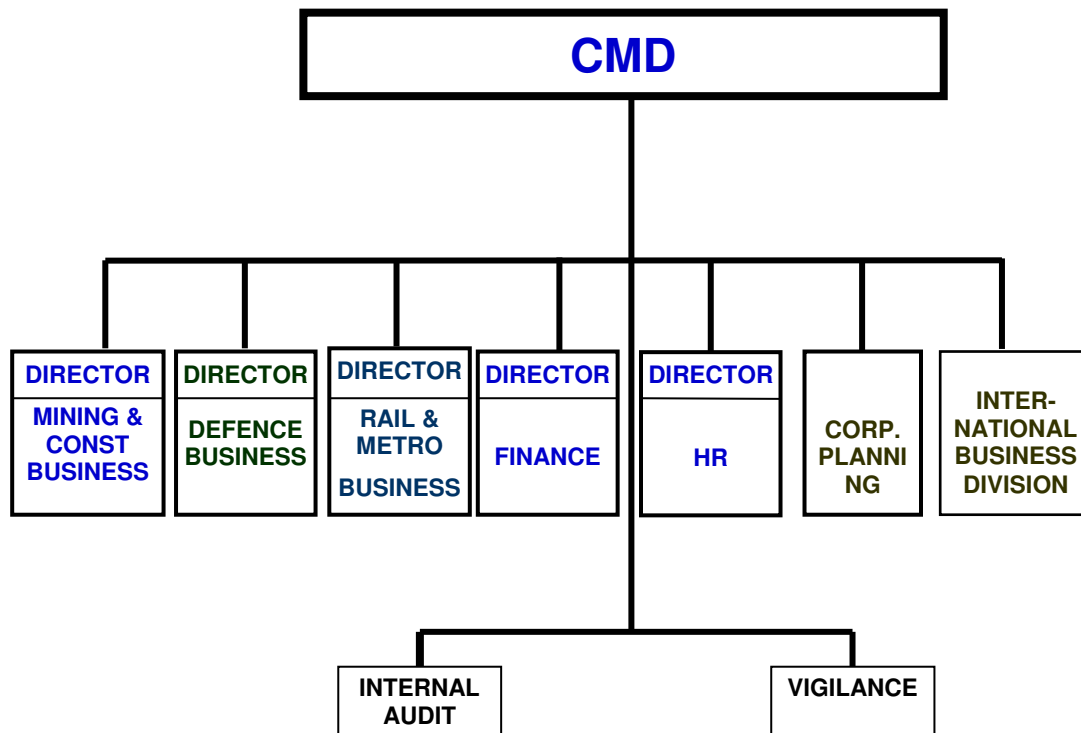 CMD
DIRECTOR
MINING &
CONST
BUSINESS
DIRECTOR
DEFENCE
BUSINESS
DIRECTOR
RAIL &
METRO
BUSINESS
DIRECTOR
FINANCE
DIRECTOR
HR
CORP.
PLANNI
NG
INTER-
NATIONAL
BUSINESS
DIVISION
INTERNAL
AUDIT
VIGILANCE